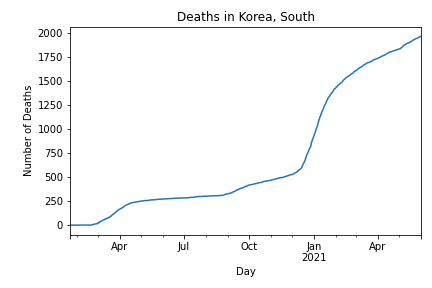 Deaths in Korea, South
Number of Deaths
2000
1750
1500
1250
1000
750
500
250
0
Apr
Jul
Oct
Jan
2021
Apr
Day